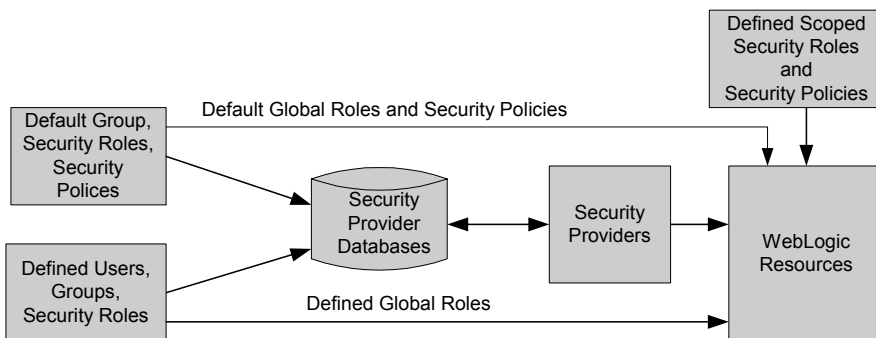 Defined Scoped
Security Roles
and
Security Policies
Default Global Roles and Security Policies
Default Group,
Security Roles,
Security
Polices
Security
Provider
Databases
Security
Providers
WebLogic
Resources
Defined Users,
Groups,
Security Roles
Defined Global Roles